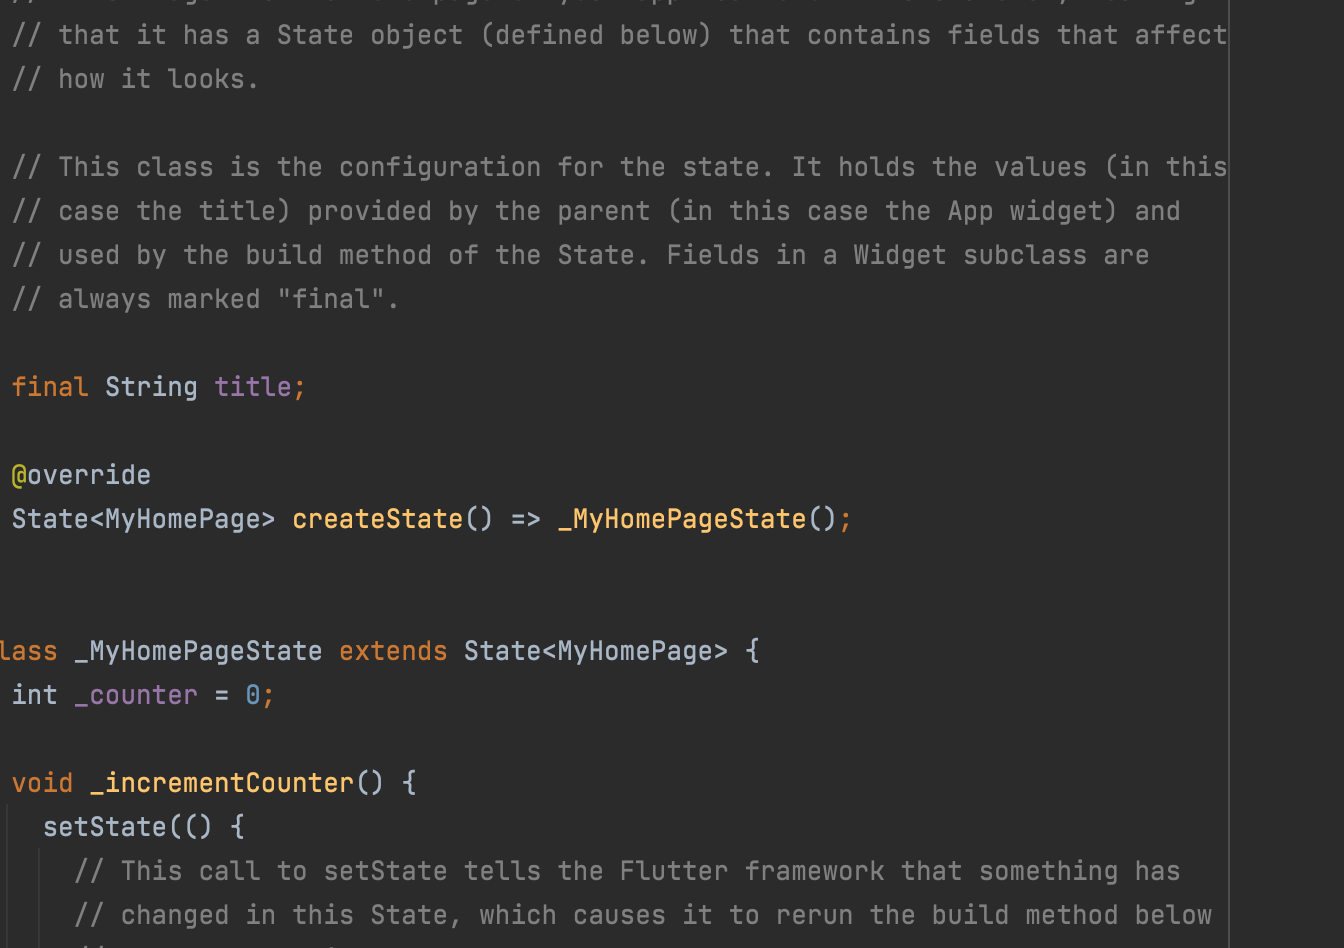 // that it has a State object (defined below) that contains fields that affect
// how it looks.
// This class is the configuration for the state. It holds the values (in this
// case the title) provided by the parent (in this case the App widget) and
// used by the build method of the State. Fields in a Widget subclass are
// always marked "final".
final String title;
@override
State<MyHomePage> createState() => _MyHomePageState();
lass _MyHomePageState extends State<MyHomePage> {
int _counter = 0;
void _incrementCounter() {
setState(() {
// This call to setState tells the Flutter framework that something has
// changed in this State, which causes it to rerun the build method below